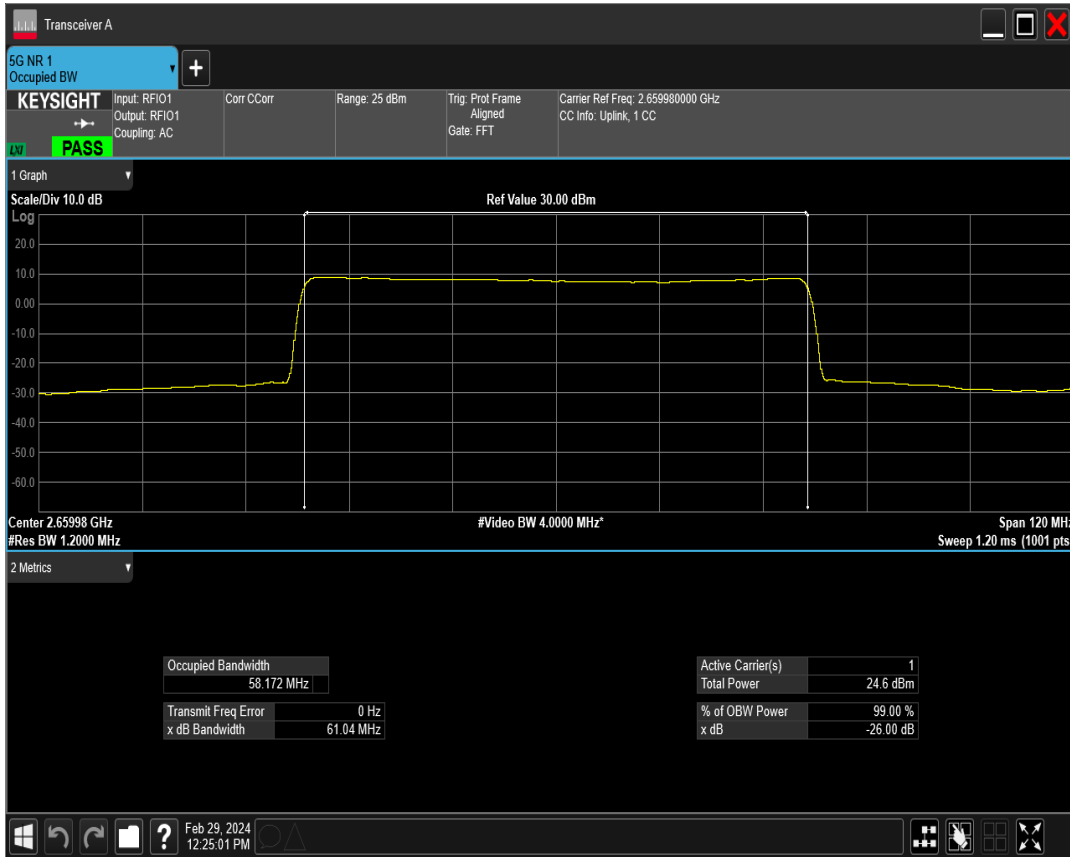 Transceiver A
5G NR 1
Occupied BW
KEYSIGHT
LXI
PASS
Input: RFIO1
Output: RFIO1
Coupling: AC
Corr CCorr
Range: 25 dBm
Trig: Prot Frame
Aligned
Gate: FFT
Carrier Ref Freq: 2.659980000 GHz
CC Info: Uplink, 1 CC
1 Graph
Scale/Div 10.0 dB
Ref Value 30.00 dBm
Log
20.0
10.0
0.00
-10.0
-20.0
-30.0
-40.0
-50.0
-60.0
Center 2.65998 GHz
#Video BW 4.0000 MHz*
Span 120 MHz
#Res BW 1.2000 MHz
Sweep 1.20 ms (1001 pts
2 Metrics
Occupied Bandwidth
58.172 MHz
Transmit Freq Error 0 Hz
x dB Bandwidth 61.04 MHz
Active Carrier(s) 1
Total Power 24.6 dBm
% of OBW Power 99.00 %
x dB -26.00 dB
?
Feb 29, 2024
12:25:01 PM